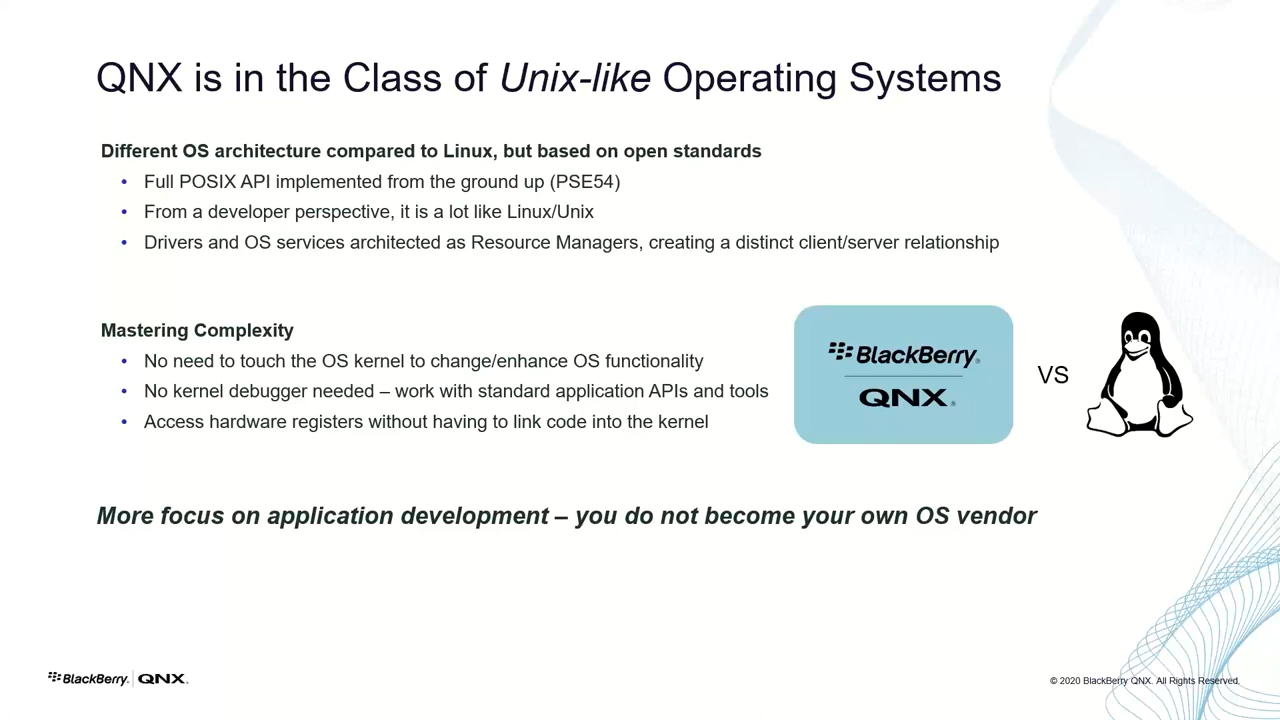 QNX is in the Class of Unix-like Operating Systems
Different OS architecture compared to Linux, but based on open standards
• Full POSIX API implemented from the ground up (PSE54)
• From a developer perspective, it is a lot like Linux/Unix
• Drivers and OS services architected as Resource Managers, creating a distinct client/server relationship
Mastering Complexity
• No need to touch the OS kernel to change/enhance OS functionality
• No kernel debugger needed – work with standard application APIs and tools
• Access hardware registers without having to link code into the kernel
BlackBerry®
QNX®
VS
More focus on application development – you do not become your own OS vendor
BlackBerry® | QNX®
© 2020 BlackBerry QNX. All Rights Reserved.